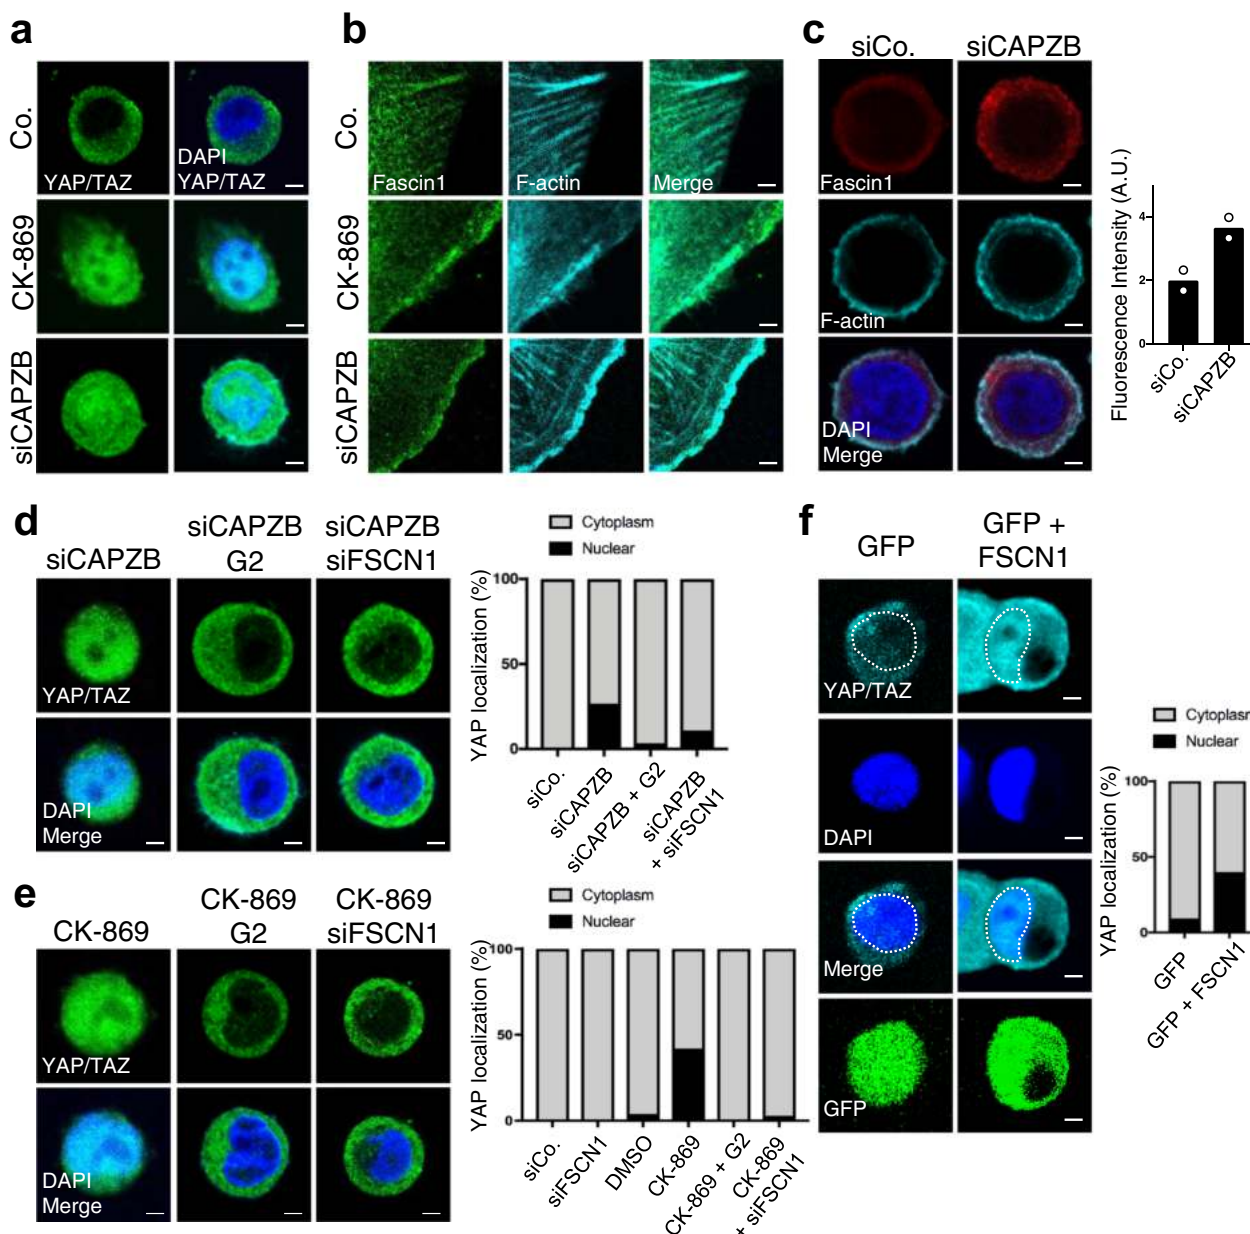 a
Co.
YAP/TAZ
DAPI
YAP/TAZ
CK-869
siCAPZB
b
Co.
Fascin1
F-actin
Merge
CK-869
siCAPZB
c
siCo.
siCAPZB
Fascin1
F-actin
DAPI
Merge
Fluorescence Intensity (A.U.)
4
2
0
siCo.
siCAPZB
d
siCAPZB
siCAPZB
G2
siCAPZB
siFSCN1
YAP/TAZ
DAPI
Merge
Cytoplasm
Nuclear
YAP localization (%)
100
50
0
siCo.
siCAPZB
siCAPZB + G2
siCAPZB
+ siFSCN1
e
CK-869
CK-869
G2
CK-869
siFSCN1
YAP/TAZ
DAPI
Merge
Cytoplasm
Nuclear
YAP localization (%)
100
50
0
siCo.
siFSCN1
DMSO
CK-869
CK-869 + G2
CK-869
+ siFSCN1
f
GFP
GFP +
FSCN1
YAP/TAZ
DAPI
Merge
GFP
Cytoplasm
Nuclear
YAP localization (%)
100
50
0
GFP
GFP + FSCN1